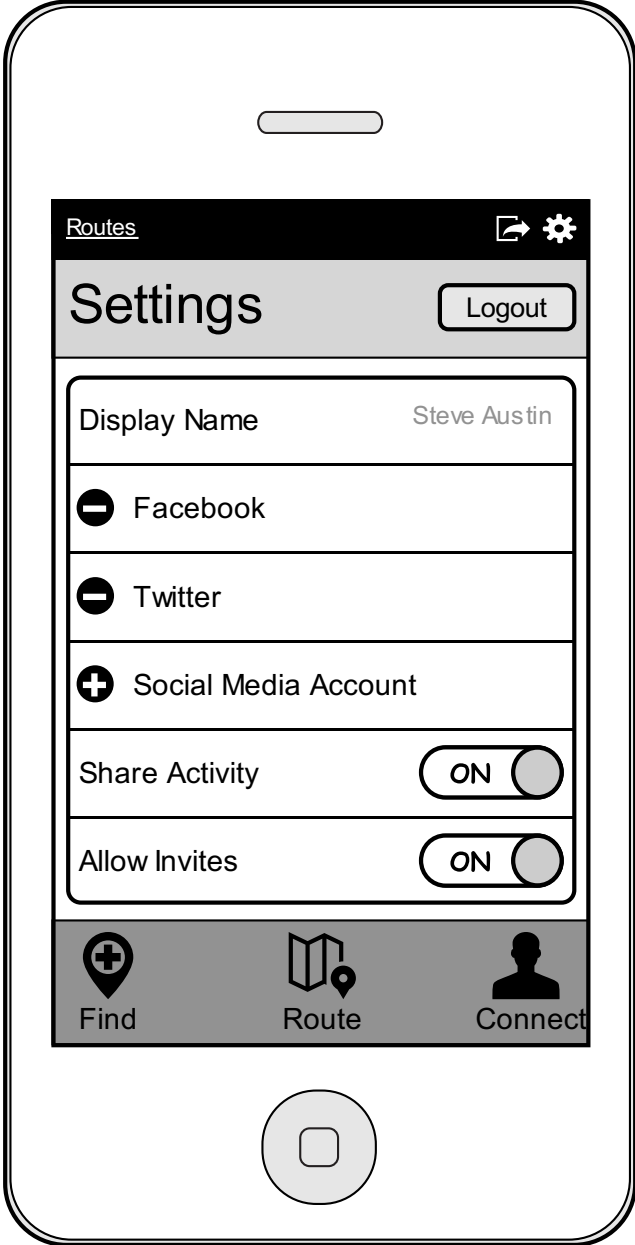 Routes
Settings
Logout
Display Name Steve Austin
Facebook
Twitter
Social Media Account
Share Activity ON
Allow Invites ON
Find Route Connect